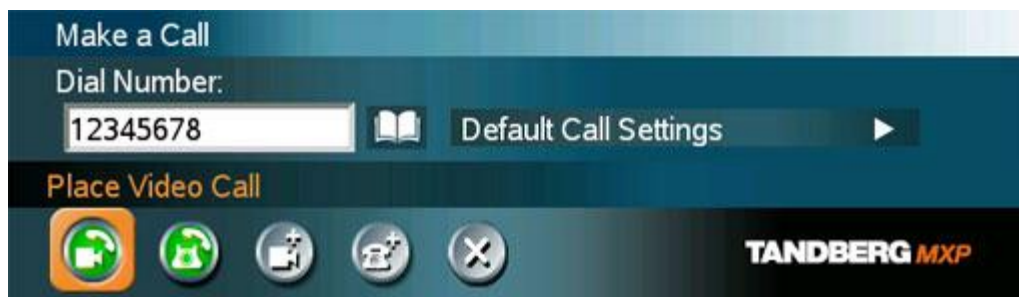 Make a Call
Dial Number:
12345678
Default Call Settings
Place Video Call
TANDBERG MXP